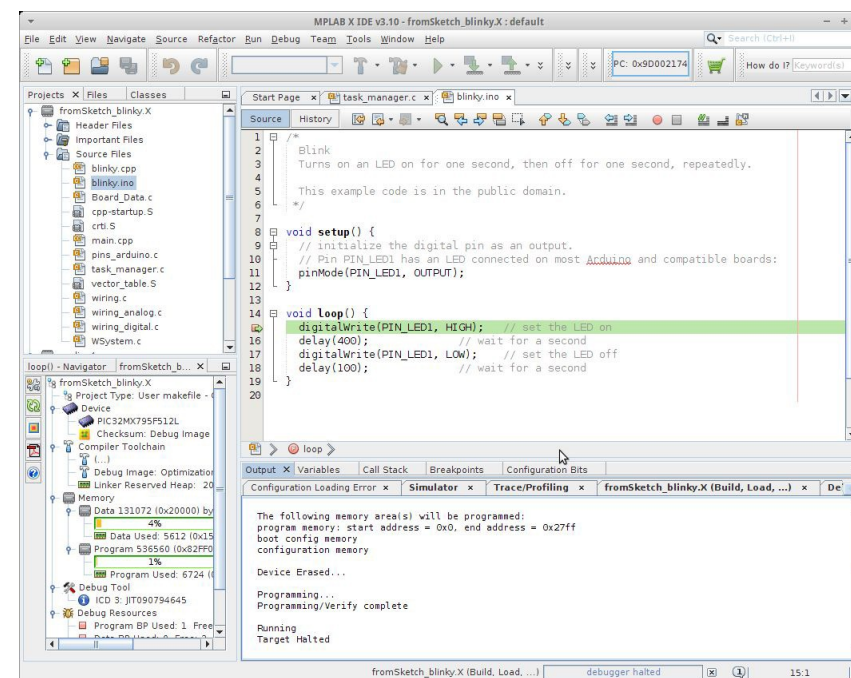 MPLAB X IDE v3.10 - fromSketch_blinky.X : default
File Edit View Navigate Source Refactor Run Debug Team Tools Window Help
Search (Ctrl+I)
PC: 0x9D002174
How do I? Keyword(s)
Projects Files Classes
fromSketch_blinky.X
Header Files
Important Files
Source Files
blinky.cpp
blinky.ino
Board_Data.c
cpp-startup.S
crti.S
main.cpp
pins_arduino.c
task_manager.c
vector_table.S
wiring.c
wiring_analog.c
wiring_digital.c
WSystem.c
loop() - Navigator fromSketch_b...
fromSketch_blinky.X
Project Type: User makefile -
Device
PIC32MX795F512L
Checksum: Debug Image
Compiler Toolchain
(...)
Debug Image: Optimization
Linker Reserved Heap: 20
Memory
Data 131072 (0x20000) by
4%
Data Used: 5612 (0x15
Program 536560 (0x82FF0
1%
Program Used: 6724 (
Debug Tool
ICD 3: JIT090794645
Debug Resources
Program BP Used: 1 Free
Data BP Used: 0 Free: 2
Start Page task_manager.c blinky.ino
Source History
1 /*
2 Blink
3 Turns on an LED on for one second, then off for one second, repeatedly.
4
5 This example code is in the public domain.
6 */
7
8 void setup() {
9 // initialize the digital pin as an output.
10 // Pin PIN_LED1 has an LED connected on most Arduino and compatible boards:
11 pinMode(PIN_LED1, OUTPUT);
12 }
13
14 void loop() {
digitalWrite(PIN_LED1, HIGH); // set the LED on
16 delay(400); // wait for a second
17 digitalWrite(PIN_LED1, LOW); // set the LED off
18 delay(100); // wait for a second
19 }
20
loop
Output Variables Call Stack Breakpoints Configuration Bits
Configuration Loading Error Simulator Trace/Profiling fromSketch_blinky.X (Build, Load, ...) De
The following memory area(s) will be programmed:
program memory: start address = 0x0, end address = 0x27ff
boot config memory
configuration memory
Device Erased...
Programming...
Programming/Verify complete
Running
Target Halted
fromSketch_blinky.X (Build, Load, ...) debugger halted 1 15:1